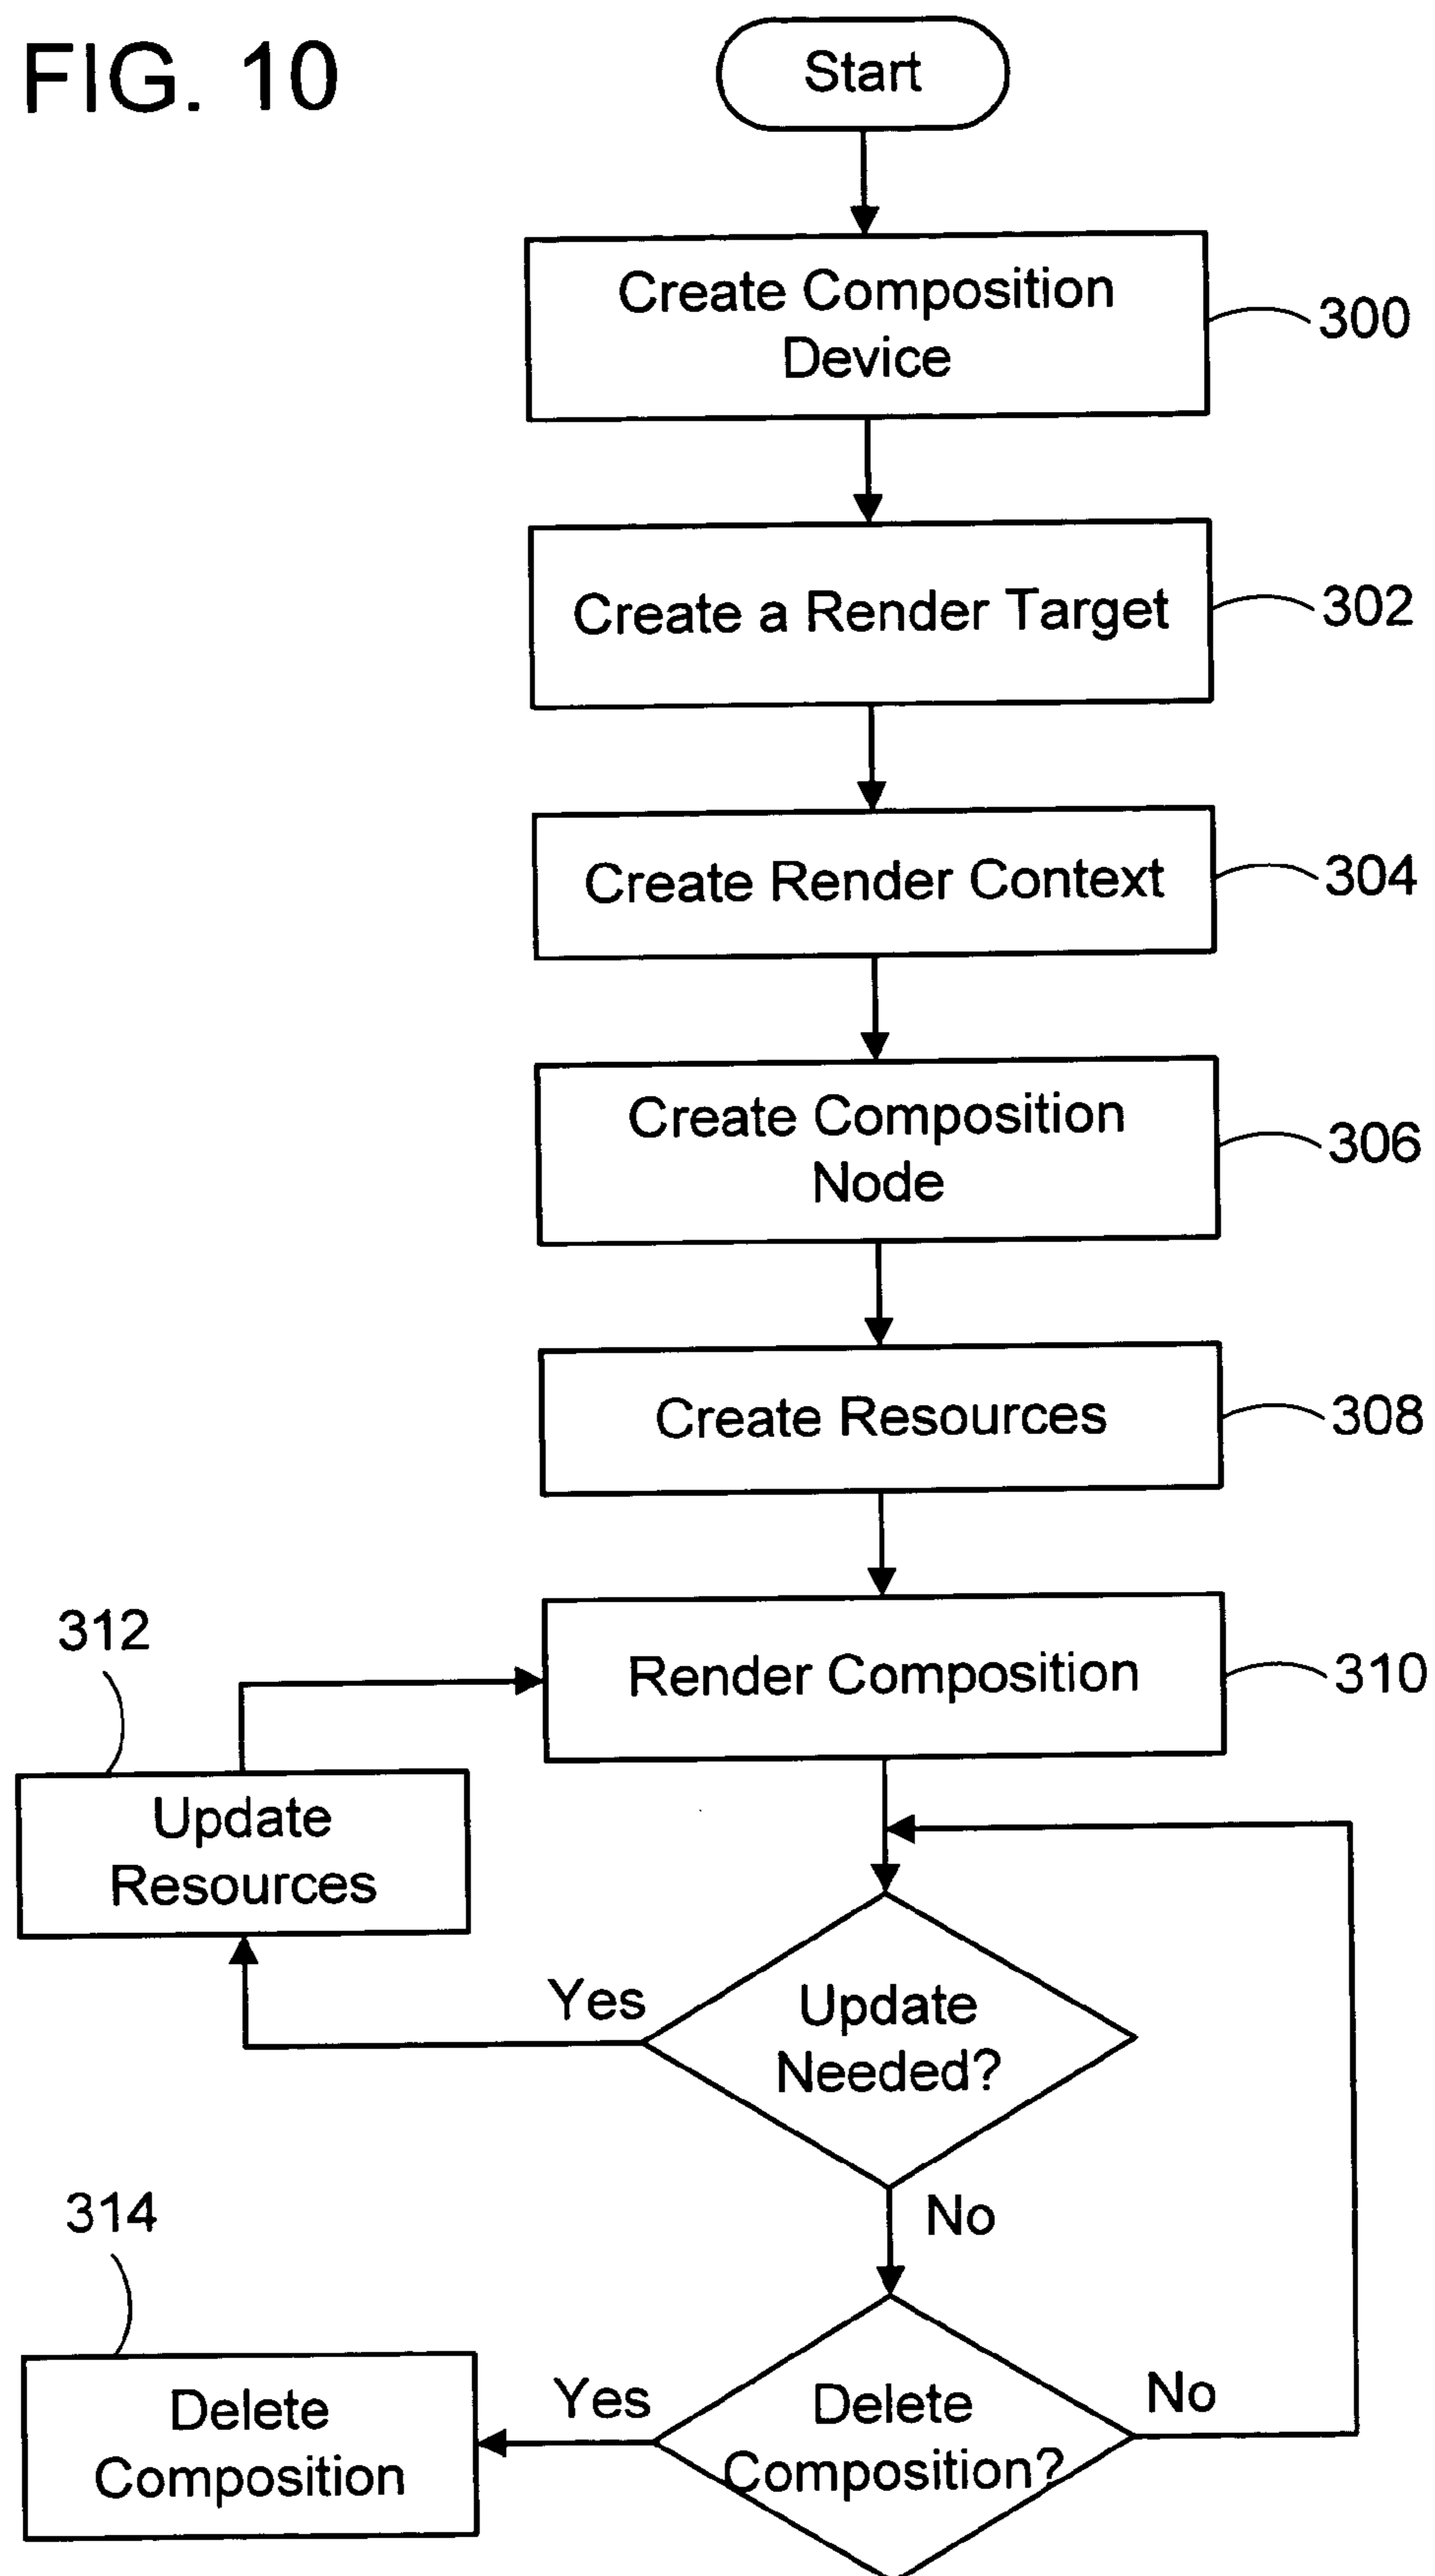 FIG. 10
Start
Create Composition
Device
300
Create a Render Target
302
Create Render Context
304
Create Composition
Node
306
Create Resources
308
312
Render Composition
310
Update
Resources
Yes
Update
Needed?
No
314
Delete
Composition
Yes
Delete
Composition?
No